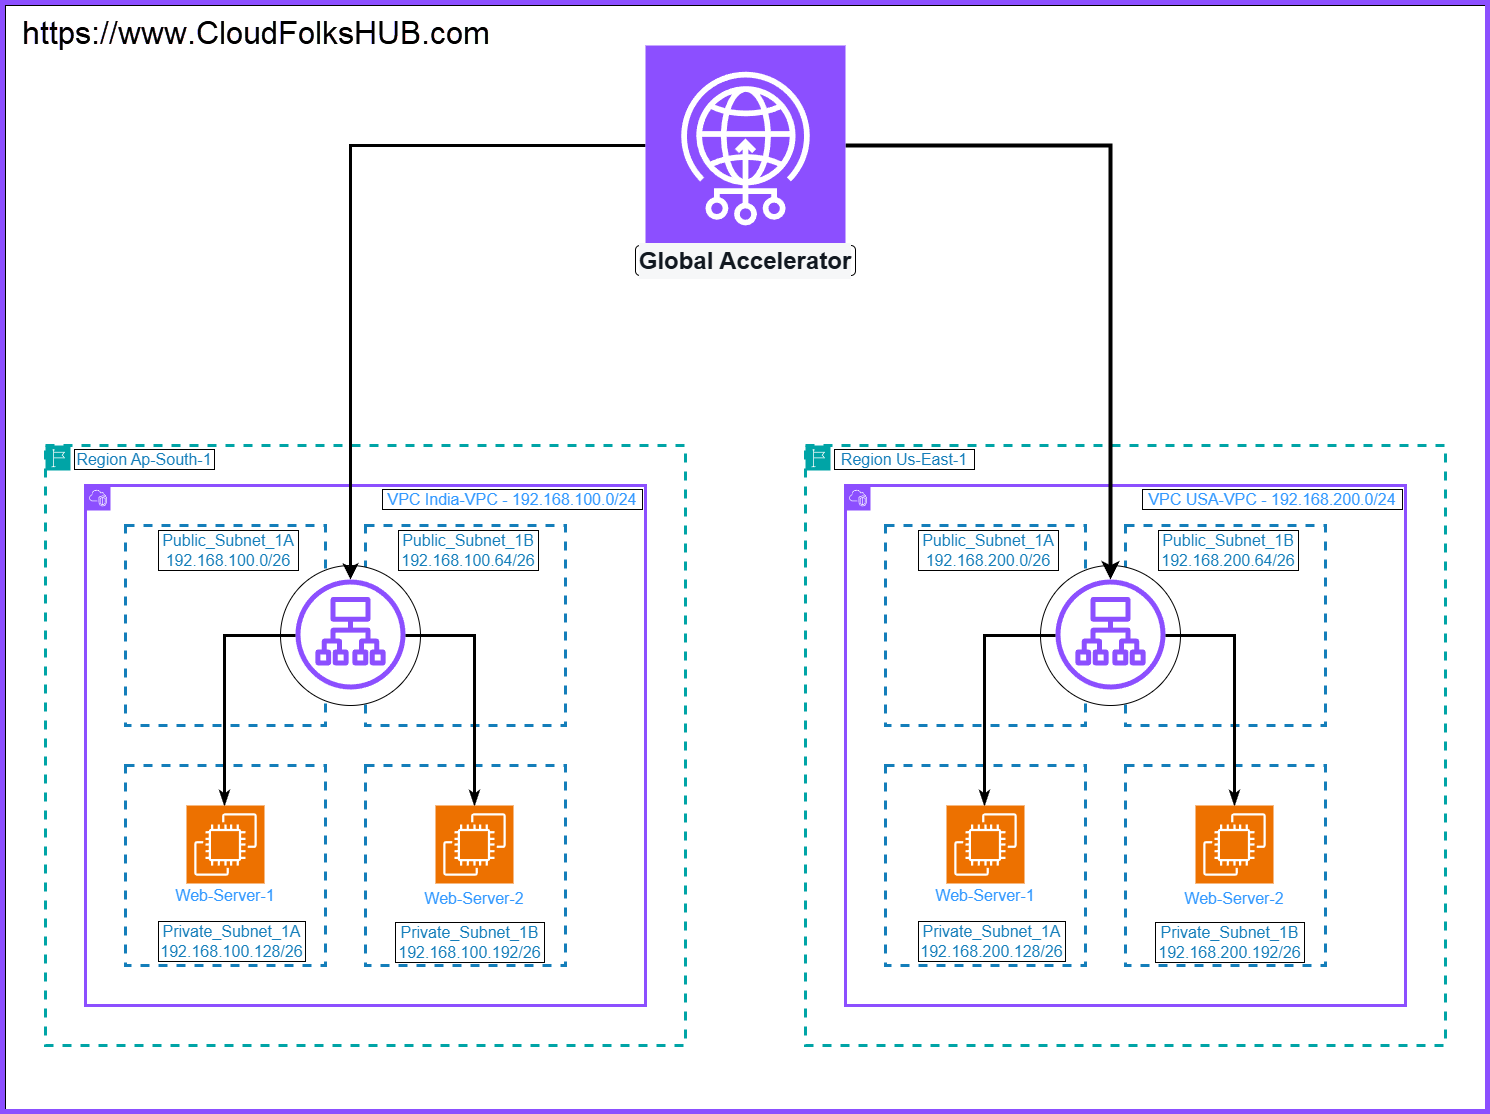 https://www.CloudFolksHUB.com
Global Accelerator
Region Ap-South-1
VPC India-VPC - 192.168.100.0/24
Public_Subnet_1A
192.168.100.0/26
Public_Subnet_1B
192.168.100.64/26
Web-Server-1
Web-Server-2
Private_Subnet_1A
192.168.100.128/26
Private_Subnet_1B
192.168.100.192/26
Region Us-East-1
VPC USA-VPC - 192.168.200.0/24
Public_Subnet_1A
192.168.200.0/26
Public_Subnet_1B
192.168.200.64/26
Web-Server-1
Web-Server-2
Private_Subnet_1A
192.168.200.128/26
Private_Subnet_1B
192.168.200.192/26